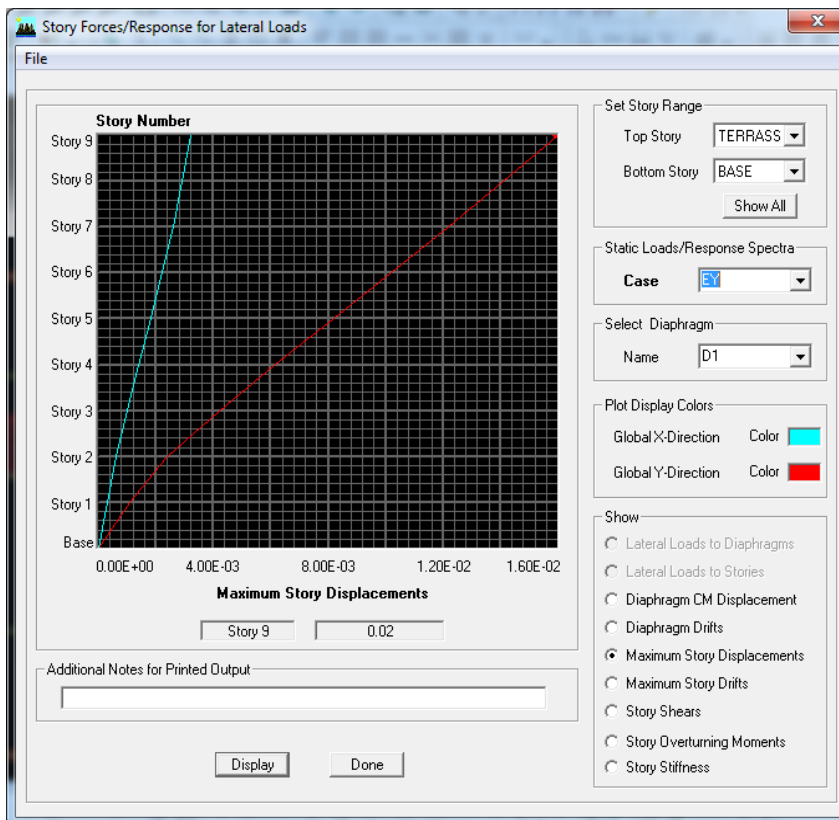 Story Forces/Response for Lateral Loads
x
File
Story Number
Story 9
Story 8
Story 7
Story 6
Story 5
Story 4
Story 3
Story 2
Story 1
Base
0.00E+00 4.00E-03 8.00E-03 1.20E-02 1.60E-02
Maximum Story Displacements
Story 9 0.02
Additional Notes for Printed Output
Display Done
Set Story Range
Top Story TERRASS
Bottom Story BASE
Show All
Static Loads/Response Spectra
Case EY
Select Diaphragm
Name D1
Plot Display Colors
Global X-Direction Color
Global Y-Direction Color
Show
Lateral Loads to Diaphragms
Lateral Loads to Stories
Diaphragm CM Displacement
Diaphragm Drifts
Maximum Story Displacements
Maximum Story Drifts
Story Shears
Story Overturning Moments
Story Stiffness